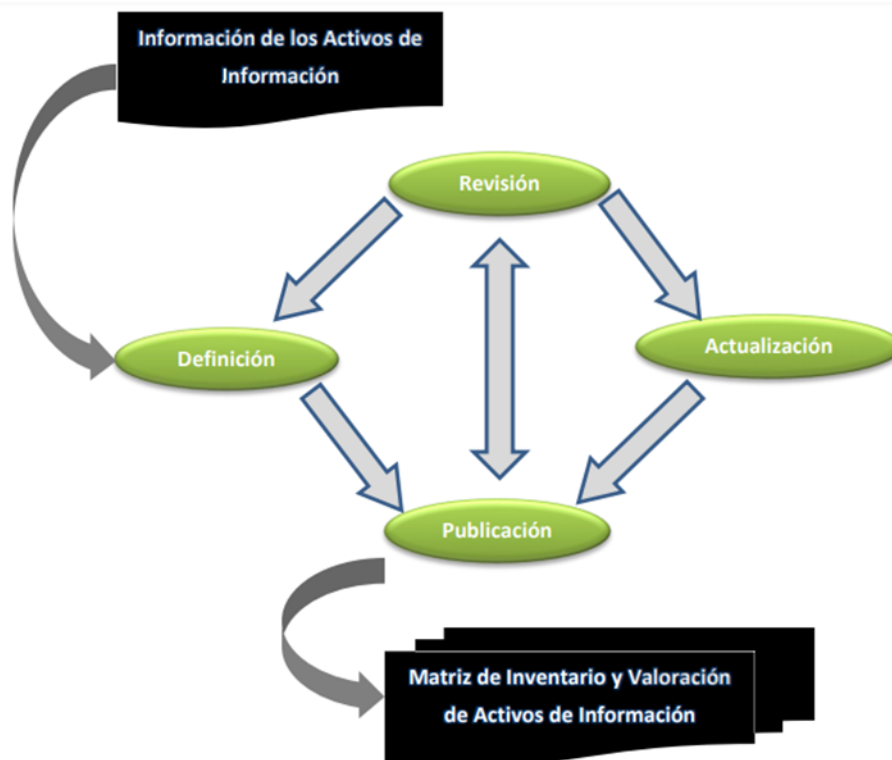 Información de los Activos de
Información
Revisión
Definición
Actualización
Publicación
Matriz de Inventario y Valoración
de Activos de Información